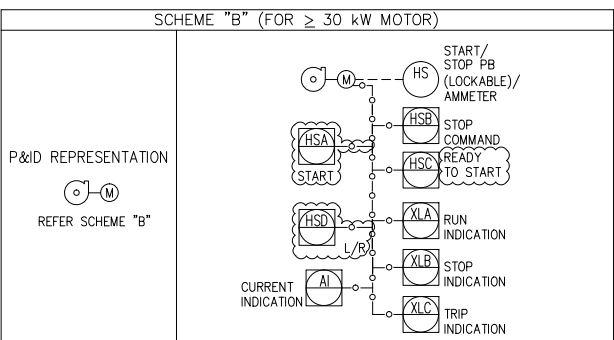 SCHEME "B" (FOR ≥ 30 kW MOTOR)
P&ID REPRESENTATION
M
REFER SCHEME "B"
M
HS
START/
STOP PB
(LOCKABLE)/
AMMETER
HSA
START
HSB
STOP
COMMAND
HSC
READY
TO START
HSD
L/R
XLA
RUN
INDICATION
XLB
STOP
INDICATION
CURRENT
INDICATION
AI
XLC
TRIP
INDICATION